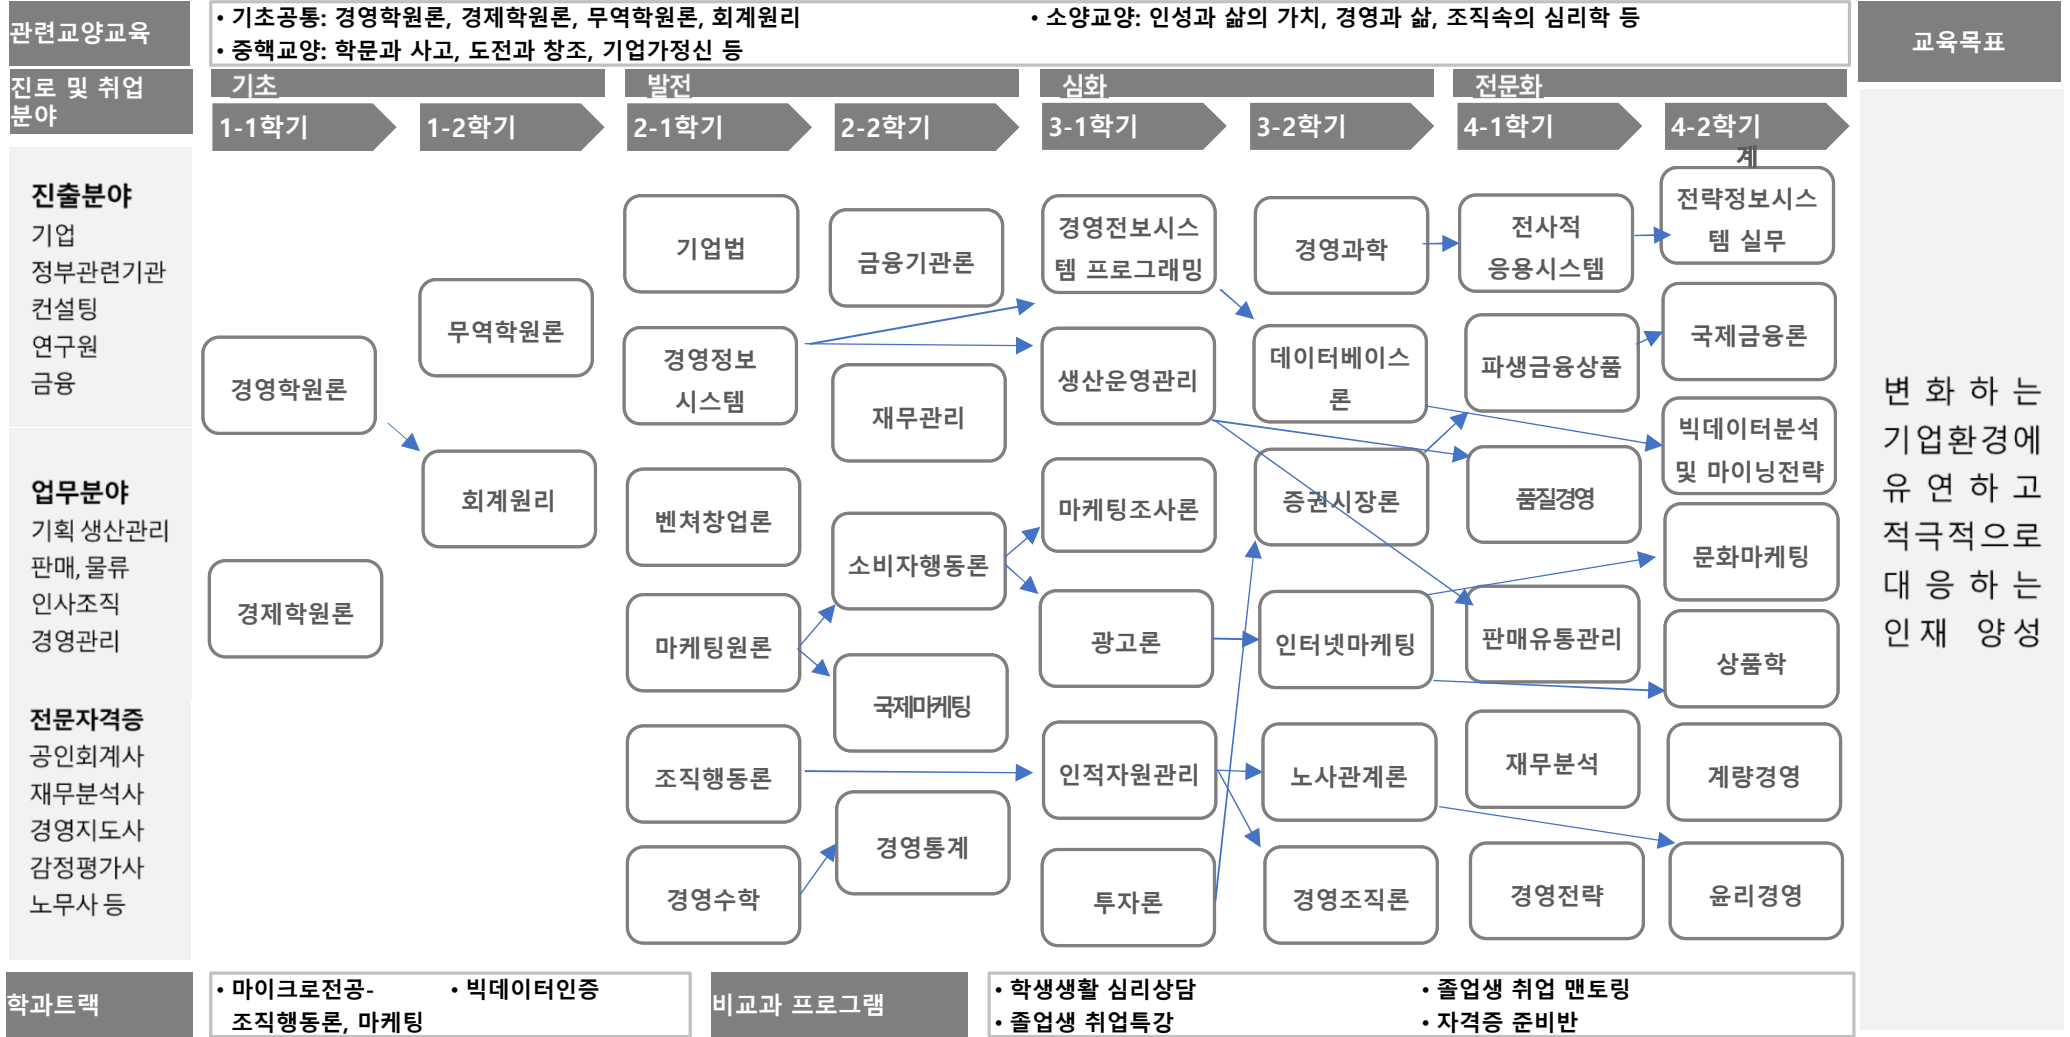 관련교양교육
• 기초공통: 경영학원론, 경제학원론, 무역학원론, 회계원리
• 소양교양: 인성과 삶의 가치, 경영과 삶, 조직속의 심리학 등
• 중핵교양: 학문과 사고, 도전과 창조, 기업가정신 등
교육목표
진로 및 취업
분야
기초
발전
심화
전문화
1-1학기
1-2학기
2-1학기
2-2학기
3-1학기
3-2학기
4-1학기
4-2학기
진출분야
기업
정부관련기관
컨설팅
연구원
금융
업무분야
기획 생산관리
판매, 물류
인사조직
경영관리
전문자격증
공인회계사
재무분석사
경영지도사
감정평가사
노무사 등
경영학원론
경제학원론
무역학원론
회계원리
기업법
경영정보
시스템
벤쳐창업론
마케팅원론
조직행동론
경영수학
금융기관론
재무관리
소비자행동론
국제마케팅
경영통계
경영전보시스
템 프로그래밍
생산운영관리
마케팅조사론
광고론
인적자원관리
투자론
경영과학
데이터베이스
론
증권시장론
인터넷마케팅
노사관계론
경영조직론
전사적
응용시스템
파생금융상품
품질경영
판매유통관리
재무분석
경영전략
계
전략정보시스
템 실무
국제금융론
빅데이터분석
및 마이닝전략
문화마케팅
상품학
계량경영
윤리경영
변화하는
기업환경에
유연하고
적극적으로
대응하는
인재 양성
학과트랙
• 마이크로전공-
조직행동론, 마케팅
• 빅데이터인증
비교과 프로그램
• 학생생활 심리상담
• 졸업생 취업특강
• 졸업생 취업 맨토링
• 자격증 준비반